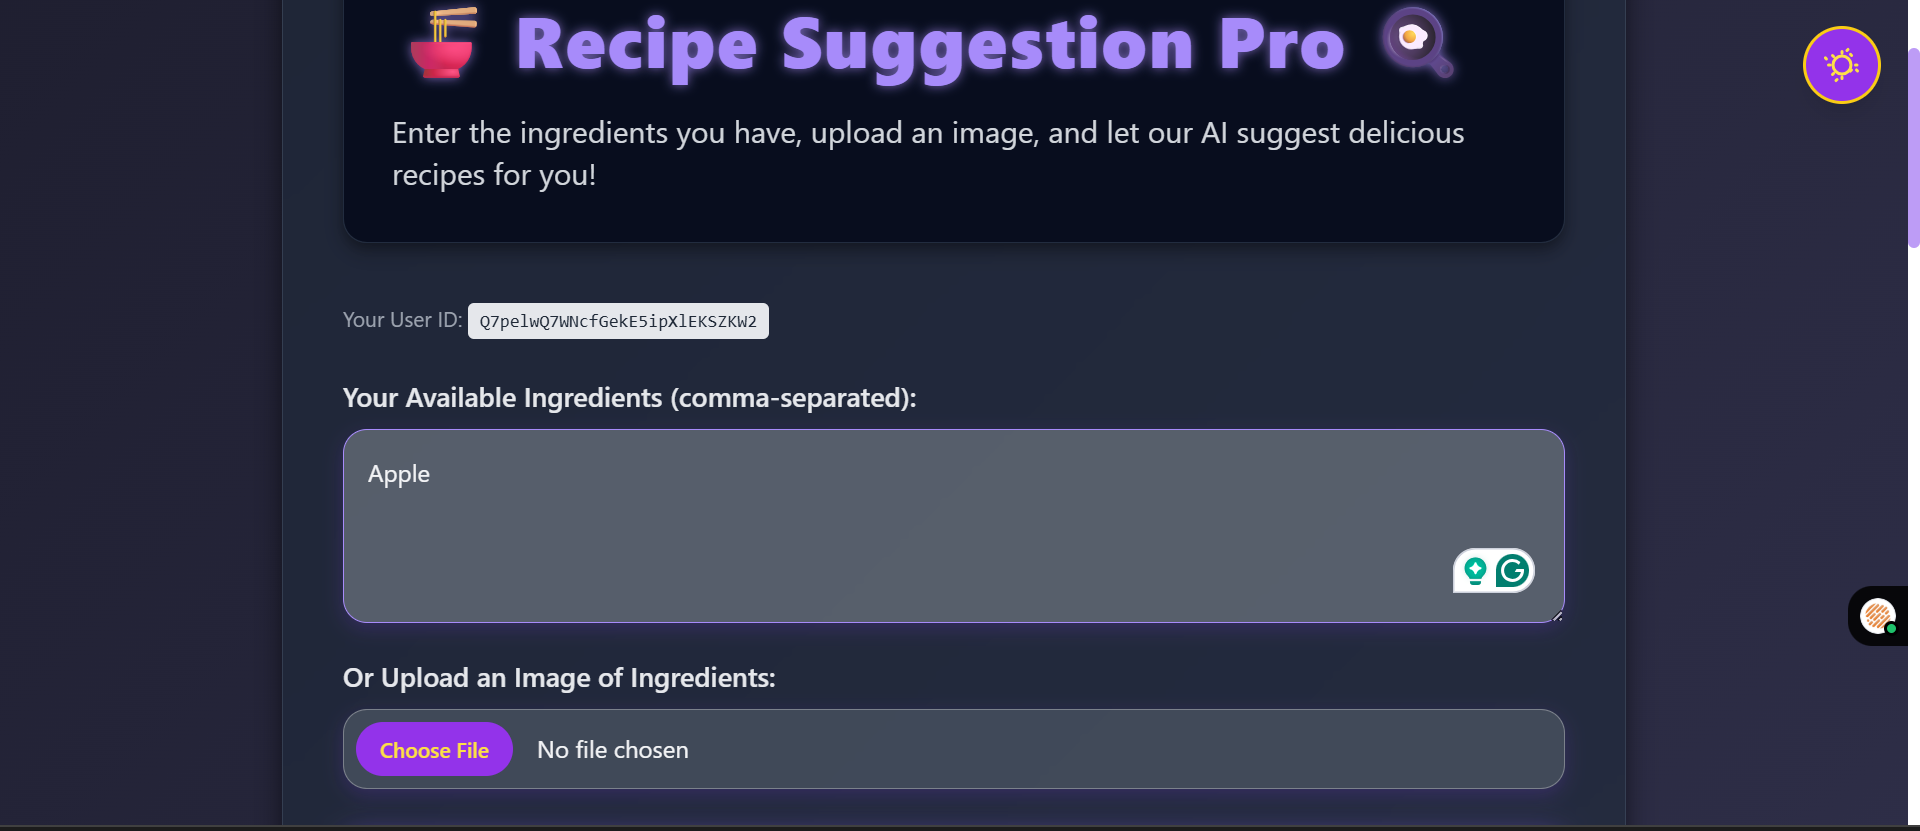 Recipe Suggestion Pro
Enter the ingredients you have, upload an image, and let our AI suggest delicious
recipes for you!
Your User ID: Q7pelwQ7WNcfGekE5ipXlEKSZKW2
Your Available Ingredients (comma-separated):
Apple
Or Upload an Image of Ingredients:
Choose File No file chosen